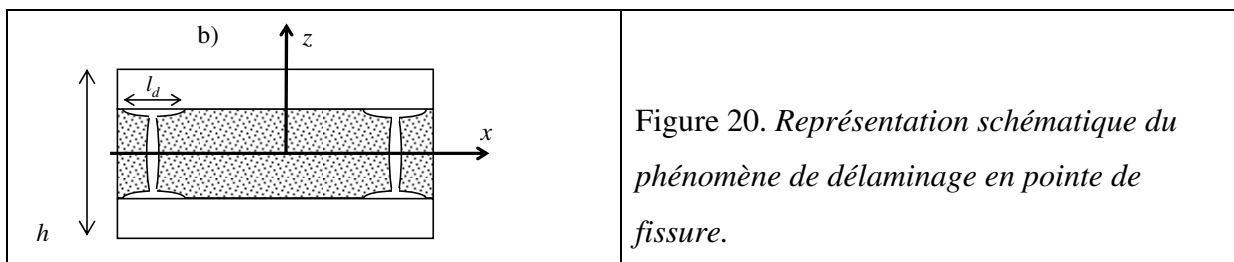 b)
z
l_d
x
h
Figure 20. Représentation schématique du
phénomène de délaminage en pointe de
fissure.